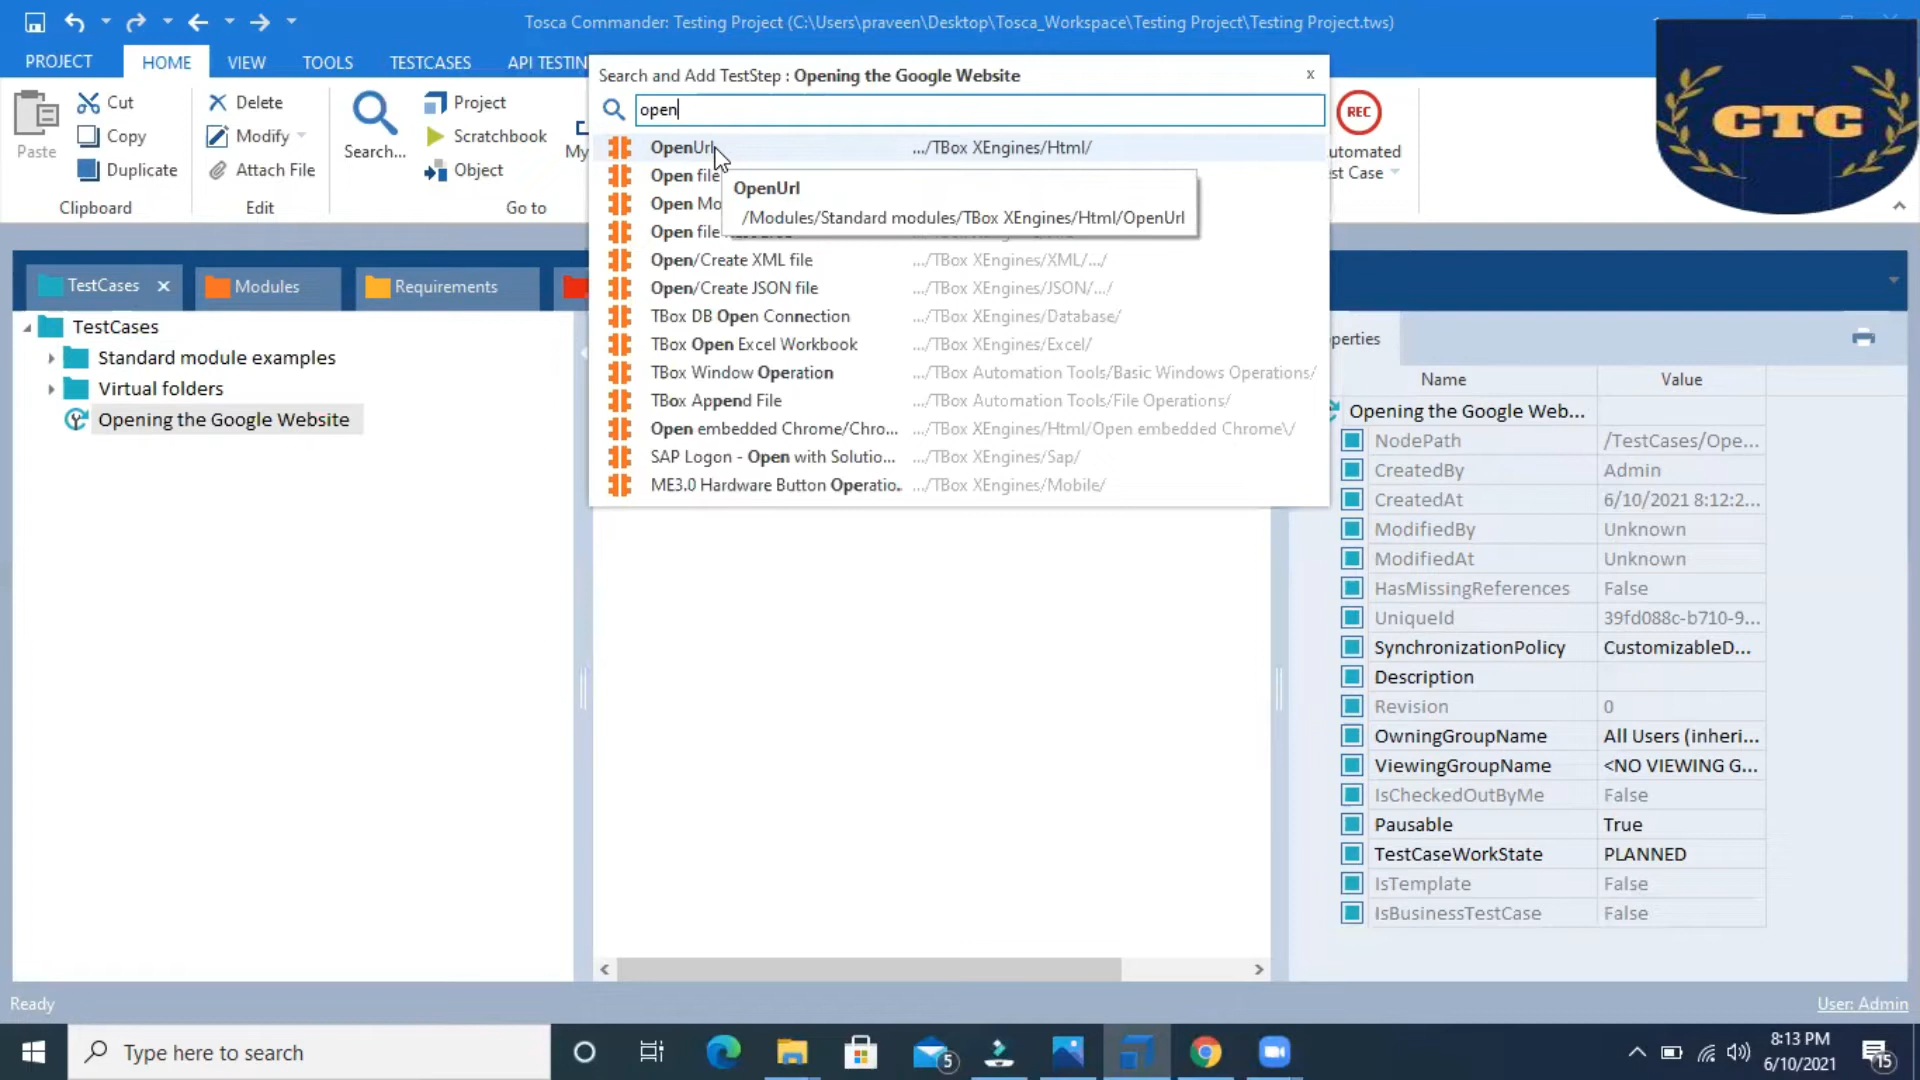 Tosca Commander: Testing Project (C:\Users\praveen\Desktop\Tosca_Workspace\Testing Project\Testing Project.tws)
PROJECT HOME VIEW TOOLS TESTCASES API TESTIN
Search and Add TestStep : Opening the Google Website x
open
Paste
Cut
Copy
Duplicate
Clipboard
Delete
Modify
Attach File
Edit
Search...
Project
Scratchbook
Object
My
Go to
REC
utomated
st Case
CTC
OpenUrl .../TBox XEngines/Html/
Open file
Open Mo
Open file
OpenUrl
/Modules/Standard modules/TBox XEngines/Html/OpenUrl
Open/Create XML file .../TBox XEngines/XML/.../
Open/Create JSON file .../TBox XEngines/JSON/.../
TBox DB Open Connection .../TBox XEngines/Database/
TBox Open Excel Workbook .../TBox XEngines/Excel/
TBox Window Operation .../TBox Automation Tools/Basic Windows Operations/
TBox Append File .../TBox Automation Tools/File Operations/
Open embedded Chrome/Chro... .../TBox XEngines/Html/Open embedded Chrome\/
SAP Logon - Open with Solutio... .../TBox XEngines/Sap/
ME3.0 Hardware Button Operatio.. .../TBox XEngines/Mobile/
TestCases
Modules
Requirements
TestCases
Standard module examples
Virtual folders
Opening the Google Website
perties
Name Value
Opening the Google Web...
NodePath /TestCases/Ope...
CreatedBy Admin
CreatedAt 6/10/2021 8:12:2...
ModifiedBy Unknown
ModifiedAt Unknown
HasMissingReferences False
UniqueId 39fd088c-b710-9...
SynchronizationPolicy CustomizableD...
Description
Revision 0
OwningGroupName All Users (inheri...
ViewingGroupName <NO VIEWING G...
IsCheckedOutByMe False
Pausable True
TestCaseWorkState PLANNED
IsTemplate False
IsBusinessTestCase False
Ready
User: Admin
Type here to search
5
8:13 PM
6/10/2021
15